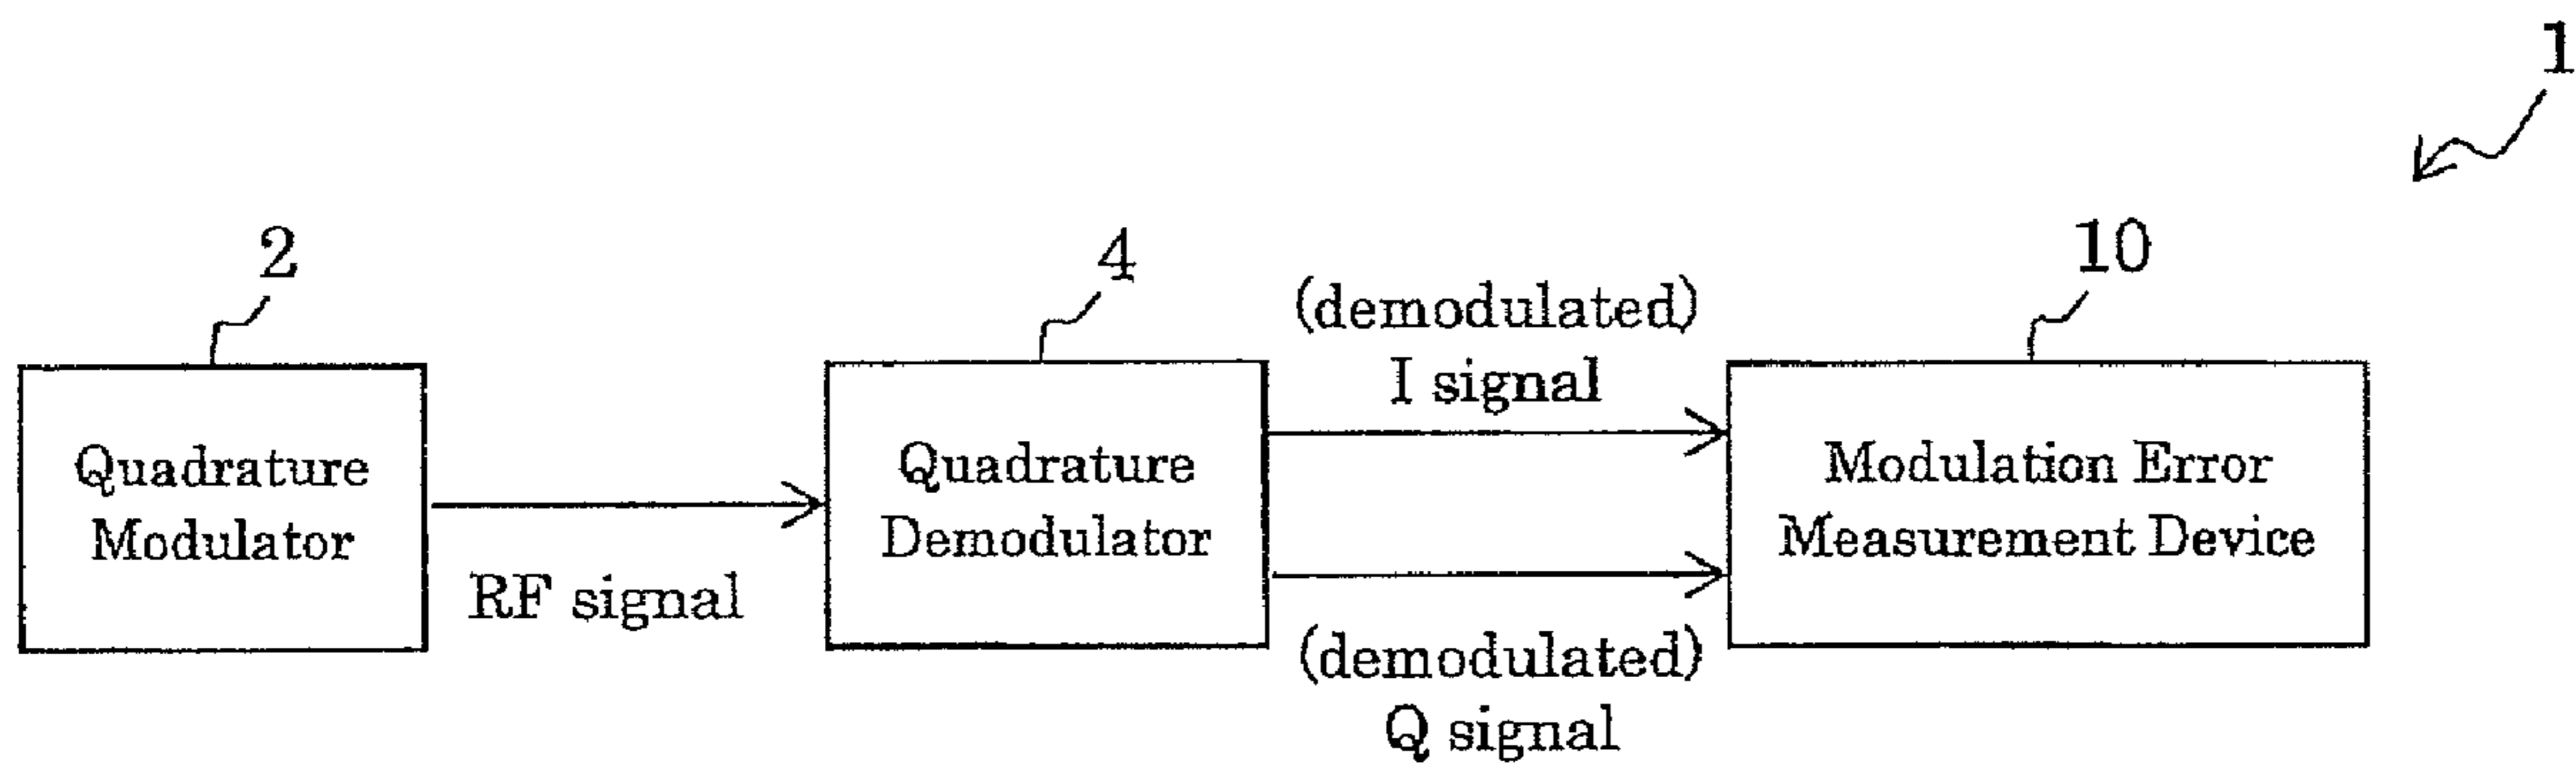 1
2
4
10
(demodulated)
I signal
Quadrature
Modulator
RF signal
Quadrature
Demodulator
Modulation Error
Measurement Device
(demodulated)
Q signal